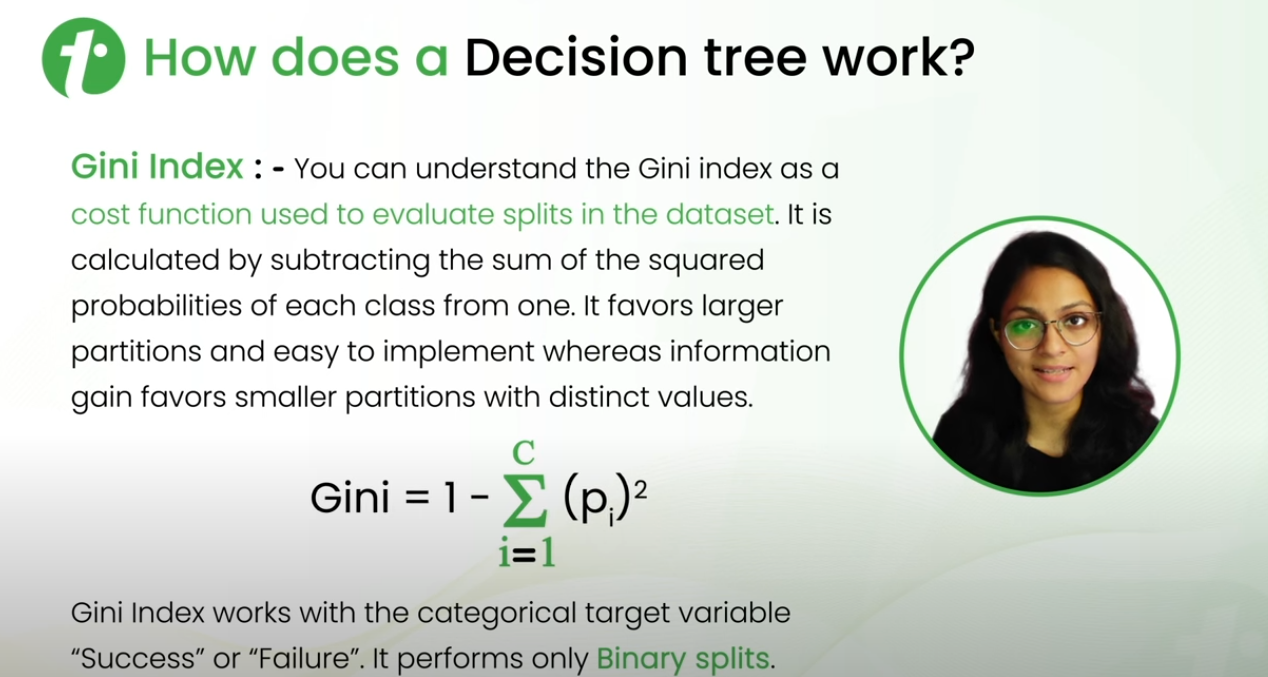 How does a Decision tree work?
Gini Index : - You can understand the Gini index as a
cost function used to evaluate splits in the dataset. It is
calculated by subtracting the sum of the squared
probabilities of each class from one. It favors larger
partitions and easy to implement whereas information
gain favors smaller partitions with distinct values.
C
Gini = 1 - Σ (pᵢ)²
i=1
Gini Index works with the categorical target variable
“Success” or “Failure”. It performs only Binary splits.